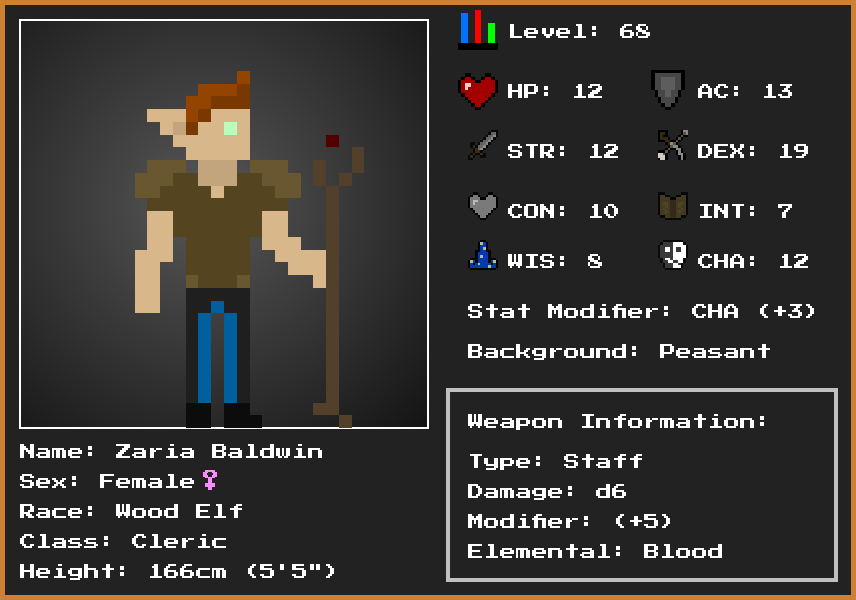 Level: 68
HP: 12 AC: 13
STR: 12 DEX: 19
CON: 10 INT: 7
WIS: 8 CHA: 12
Stat Modifier: CHA (+3)
Background: Peasant
Weapon Information:
Type: Staff
Damage: d6
Modifier: (+5)
Elemental: Blood
Name: Zaria Baldwin
Sex: Female♀
Race: Wood Elf
Class: Cleric
Height: 166cm (5'5")